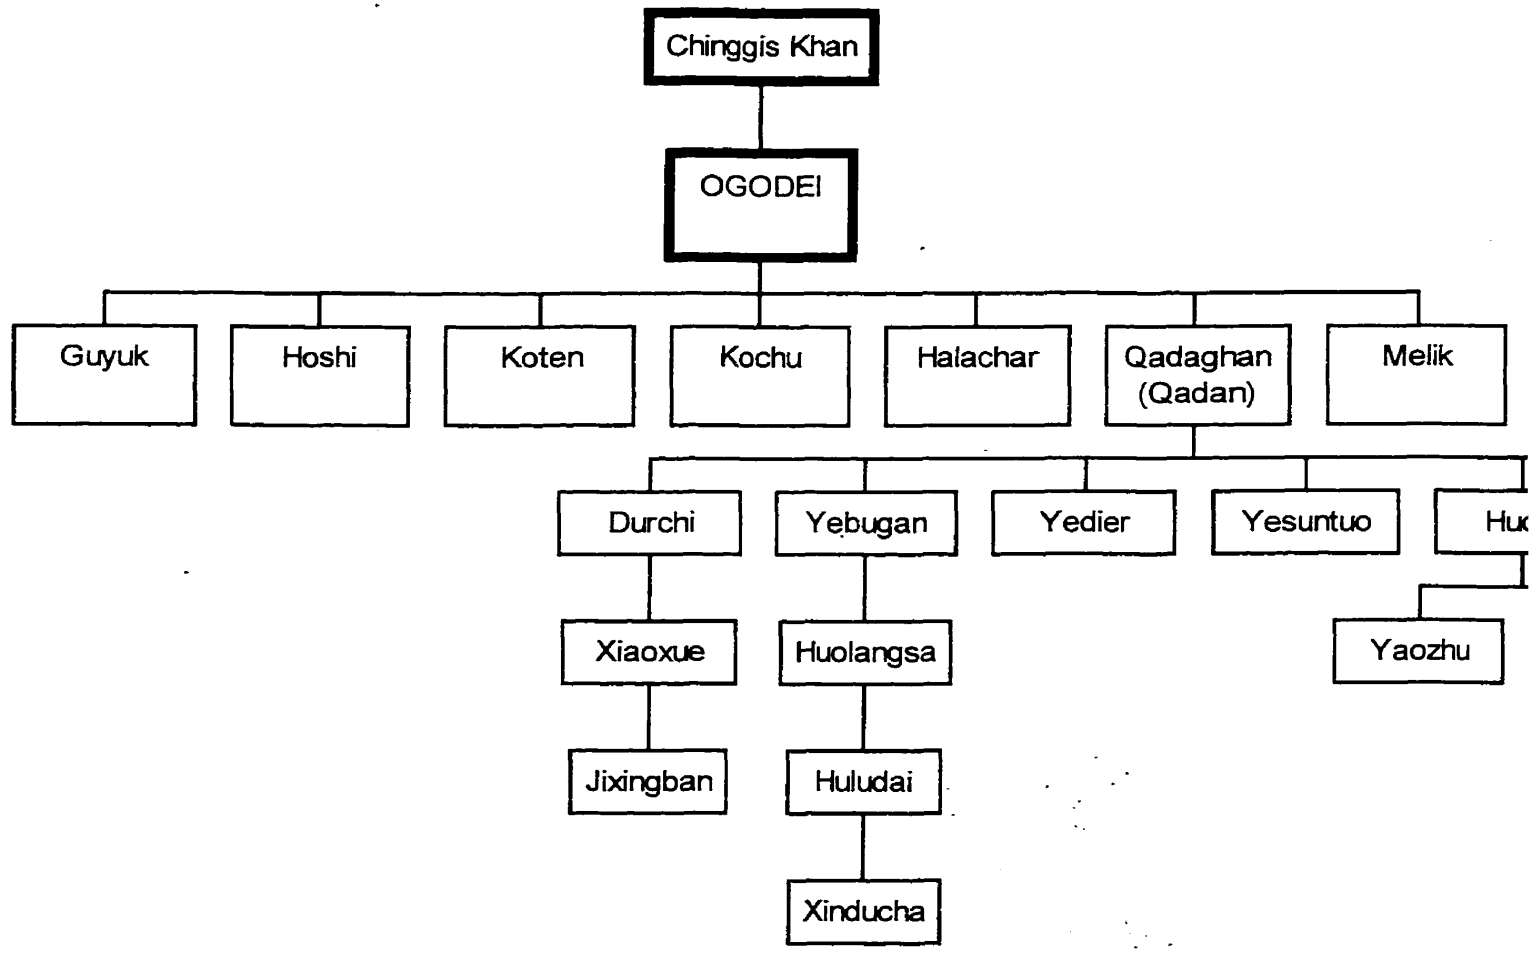 Chinggis Khan
OGODEI
Guyuk
Hoshi
Koten
Kochu
Halachar
Qadaghan
(Qadan)
Melik
Durchi
Yebugan
Yedier
Yesuntuo
Xiaoxue
Huolangsa
Yaozhu
Jixingban
Huludai
Xinducha